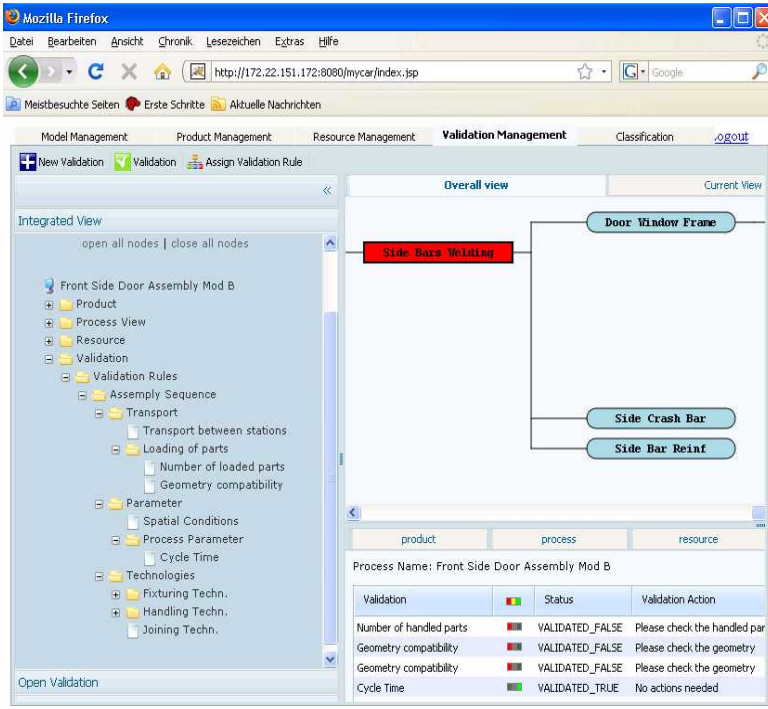 Mozilla Firefox
Datei Bearbeiten Ansicht Chronik Lesezeichen Extras Hilfe
http://172.22.151.172:8080/mycar/index.jsp
G Google
Meistbesuchte Seiten Erste Schritte Aktuelle Nachrichten
Model Management Product Management Resource Management Validation Management Classification ogout
New Validation Validation Assign Validation Rule
«
Overall view Current View
Integrated View
open all nodes | close all nodes
Front Side Door Assembly Mod B
Product
Process View
Resource
Validation
Validation Rules
Assemply Sequence
Transport
Transport between stations
Loading of parts
Number of loaded parts
Geometry compatibility
Parameter
Spatial Conditions
Process Parameter
Cycle Time
Technologies
Fixturing Techn.
Handling Techn.
Joining Techn.
Open Validation
Side Bars Welding
Door Window Frame
Side Crash Bar
Side Bar Reinf
product process resource
Process Name: Front Side Door Assembly Mod B
Validation Status Validation Action
Number of handled parts VALIDATED_FALSE Please check the handled par
Geometry compatibility VALIDATED_FALSE Please check the geometry
Geometry compatibility VALIDATED_FALSE Please check the geometry
Cycle Time VALIDATED_TRUE No actions needed